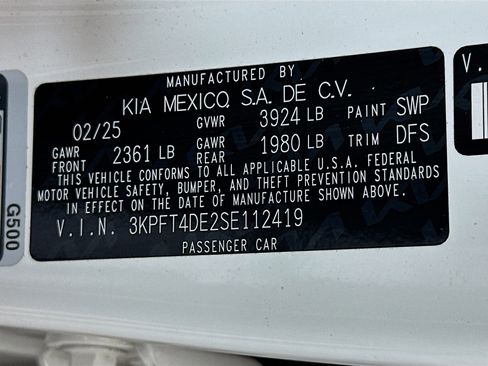 MANUFACTURED BY
KIA MEXICO, S.A. DE C.V.
02/25 GVWR 3924 LB PAINT SWP
GAWR FRONT 2361 LB GAWR REAR 1980 LB TRIM DFS
THIS VEHICLE CONFORMS TO ALL APPLICABLE U.S.A. FEDERAL
MOTOR VEHICLE SAFETY, BUMPER, AND THEFT PREVENTION STANDARDS
IN EFFECT ON THE DATE OF MANUFACTURE SHOWN ABOVE.
V.I.N. 3KPFT4DE2SE112419
PASSENGER CAR
G500
V.